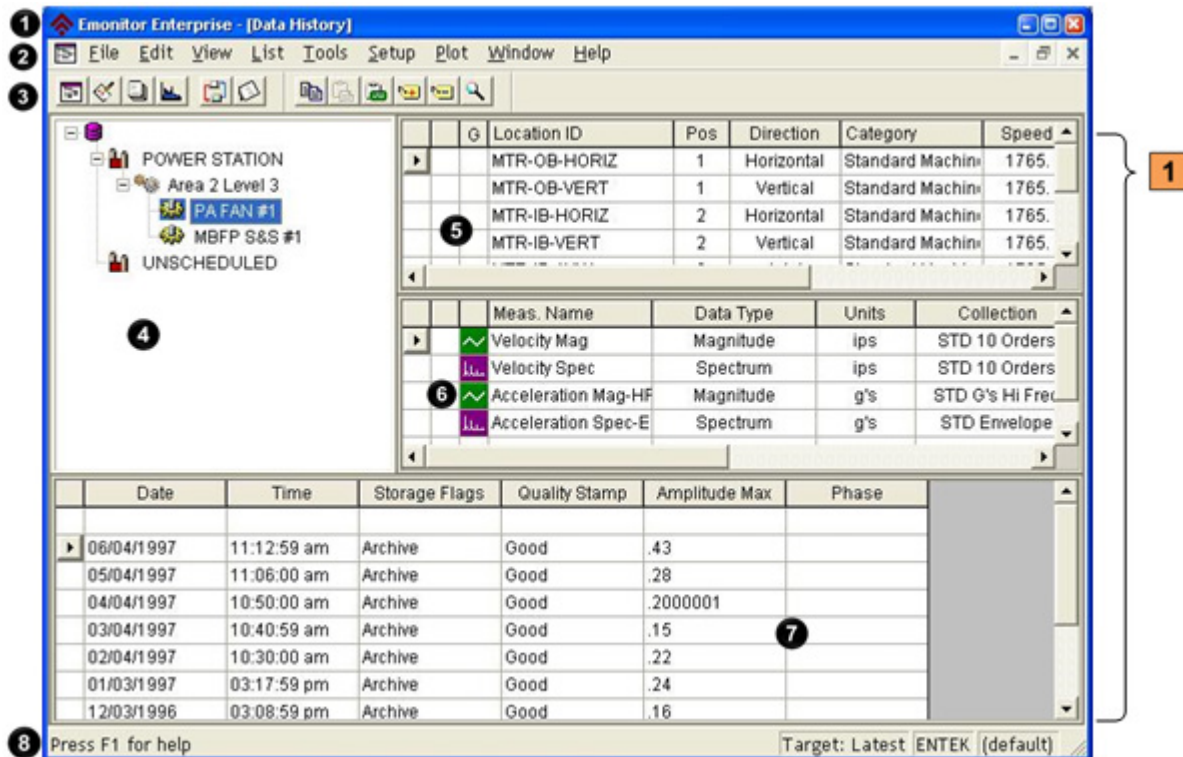 1 Emonitor Enterprise - [Data History]
2 File Edit View List Tools Setup Plot Window Help
3
POWER STATION
Area 2 Level 3
PA FAN #1
MBFP S&S #1
UNSCHEDULED
4
G Location ID Pos Direction Category Speed
MTR-OB-HORIZ 1 Horizontal Standard Machin 1765.
MTR-OB-VERT 1 Vertical Standard Machin 1765.
MTR-IB-HORIZ 2 Horizontal Standard Machin 1765.
MTR-IB-VERT 2 Vertical Standard Machin 1765.
5
1
Meas. Name Data Type Units Collection
Velocity Mag Magnitude ips STD 10 Orders
Velocity Spec Spectrum ips STD 10 Orders
6 Acceleration Mag-HF Magnitude g's STD G's Hi Freq
Acceleration Spec-E Spectrum g's STD Envelope
Date Time Storage Flags Quality Stamp Amplitude Max Phase
06/04/1997 11:12:59 am Archive Good .43
05/04/1997 11:06:00 am Archive Good .28
04/04/1997 10:50:00 am Archive Good .2000001
03/04/1997 10:40:59 am Archive Good .15
7
02/04/1997 10:30:00 am Archive Good .22
01/03/1997 03:17:59 pm Archive Good .24
12/03/1996 03:08:59 pm Archive Good .16
8 Press F1 for help Target: Latest ENTEK (default)